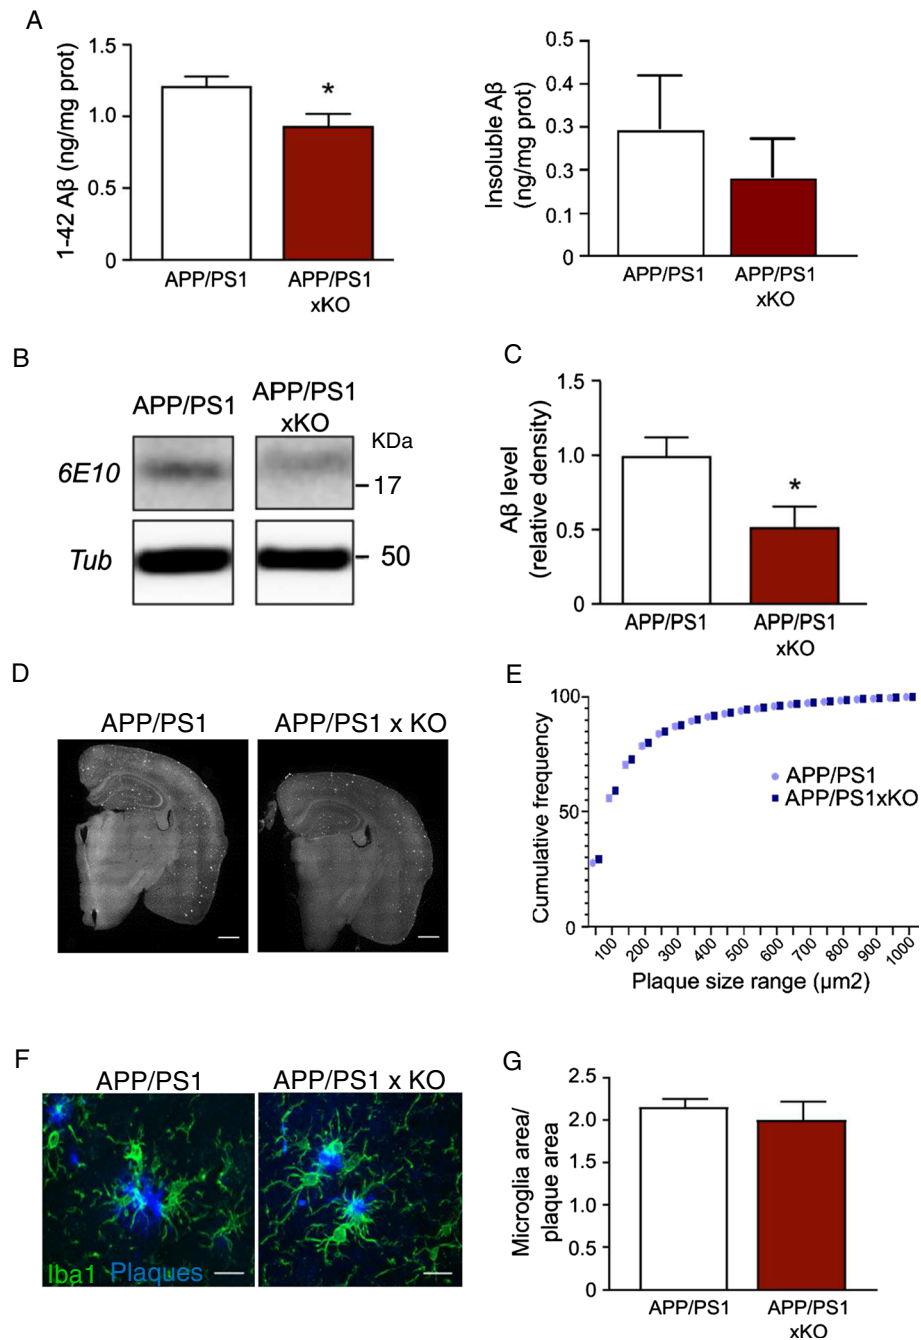 A
1-42 Aβ (ng/mg prot)
1.5
1.0
0.5
0
*
APP/PS1
APP/PS1
xKO
Insoluble Aβ
(ng/mg prot)
0.5
0.4
0.3
0.3
0.1
0
APP/PS1
APP/PS1
xKO
B
APP/PS1
APP/PS1
xKO
KDa
6E10
17
Tub
50
C
Aβ level
(relative density)
1.5
1.0
0.5
0
*
APP/PS1
APP/PS1
xKO
D
APP/PS1
APP/PS1 x KO
E
Cumulative frequency
100
50
0
APP/PS1
APP/PS1xKO
100
200
300
400
500
600
700
800
900
1000
Plaque size range (µm2)
F
APP/PS1
APP/PS1 x KO
Iba1 Plaques
G
Microglia area/
plaque area
2.5
2.0
1.5
1.0
0.5
0
APP/PS1
APP/PS1
xKO